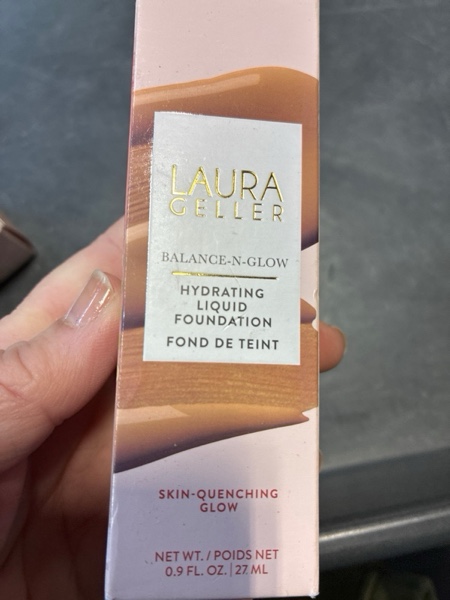 LAURA
GELLER
BALANCE-N-GLOW
HYDRATING
LIQUID
FOUNDATION
FOND DE TEINT
SKIN-QUENCHING
GLOW
NET WT. / POIDS NET
0.9 FL. OZ. | 27 ML